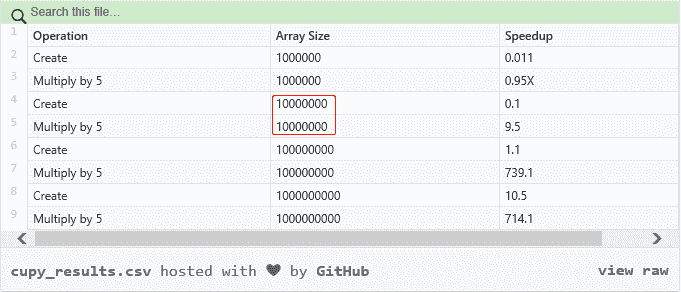 Search this file...
1 Operation Array Size Speedup
2 Create 1000000 0.011
3 Multiply by 5 1000000 0.95X
4 Create 10000000 0.1
5 Multiply by 5 10000000 9.5
6 Create 100000000 1.1
7 Multiply by 5 100000000 739.1
8 Create 1000000000 10.5
9 Multiply by 5 1000000000 714.1
cupy_results.csv hosted with ❤ by GitHub view raw